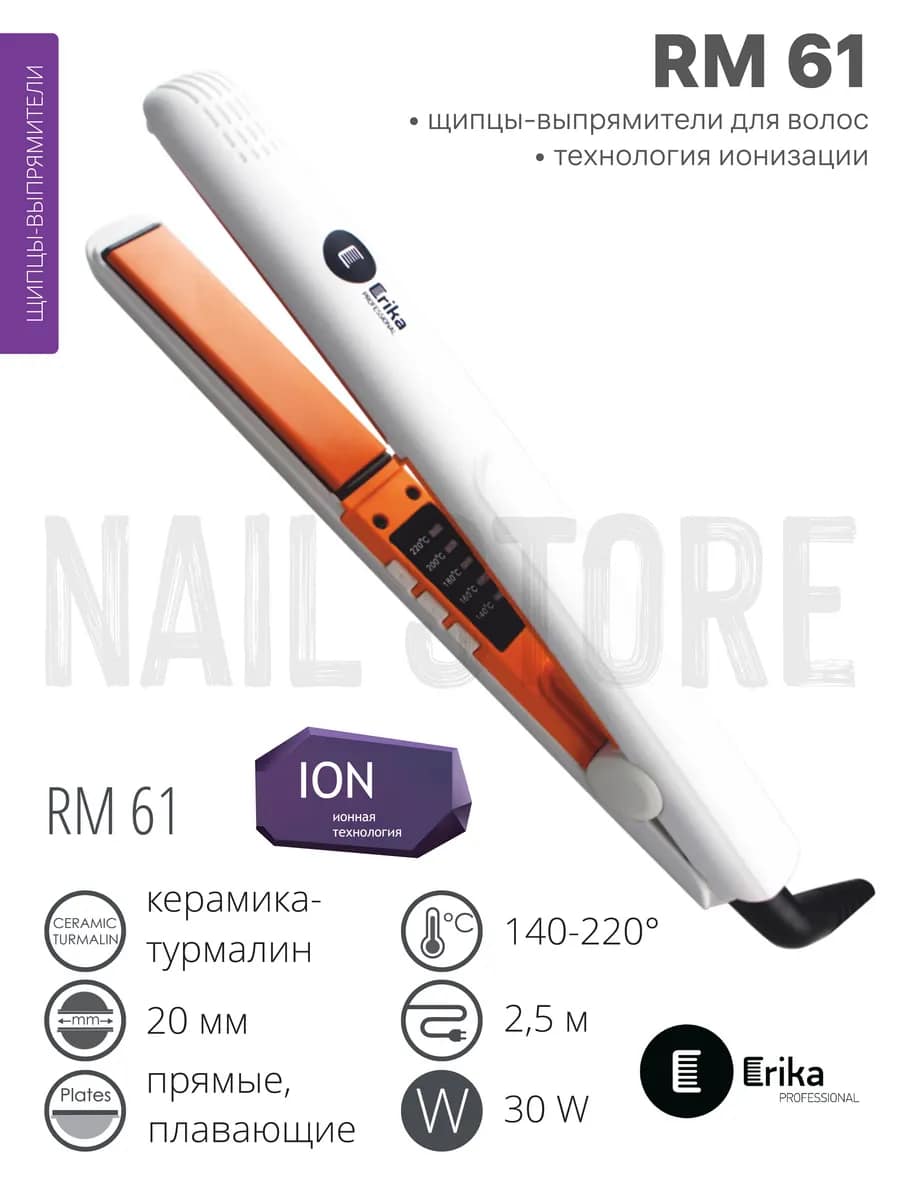 ЩИПЦЫ-ВЫПРЯМИТЕЛИ
RM 61
• щипцы-выпрямители для волос
• технология ионизации
Erika
PROFESSIONAL
220°C
200°C
180°C
160°C
140°C
NAIL STORE
RM 61
ION
ионная
технология
CERAMIC
TURMALIN
керамика-
турмалин
°C
140-220°
mm
20 мм
2,5 м
Plates
прямые,
плавающие
W
30 W
Erika
PROFESSIONAL